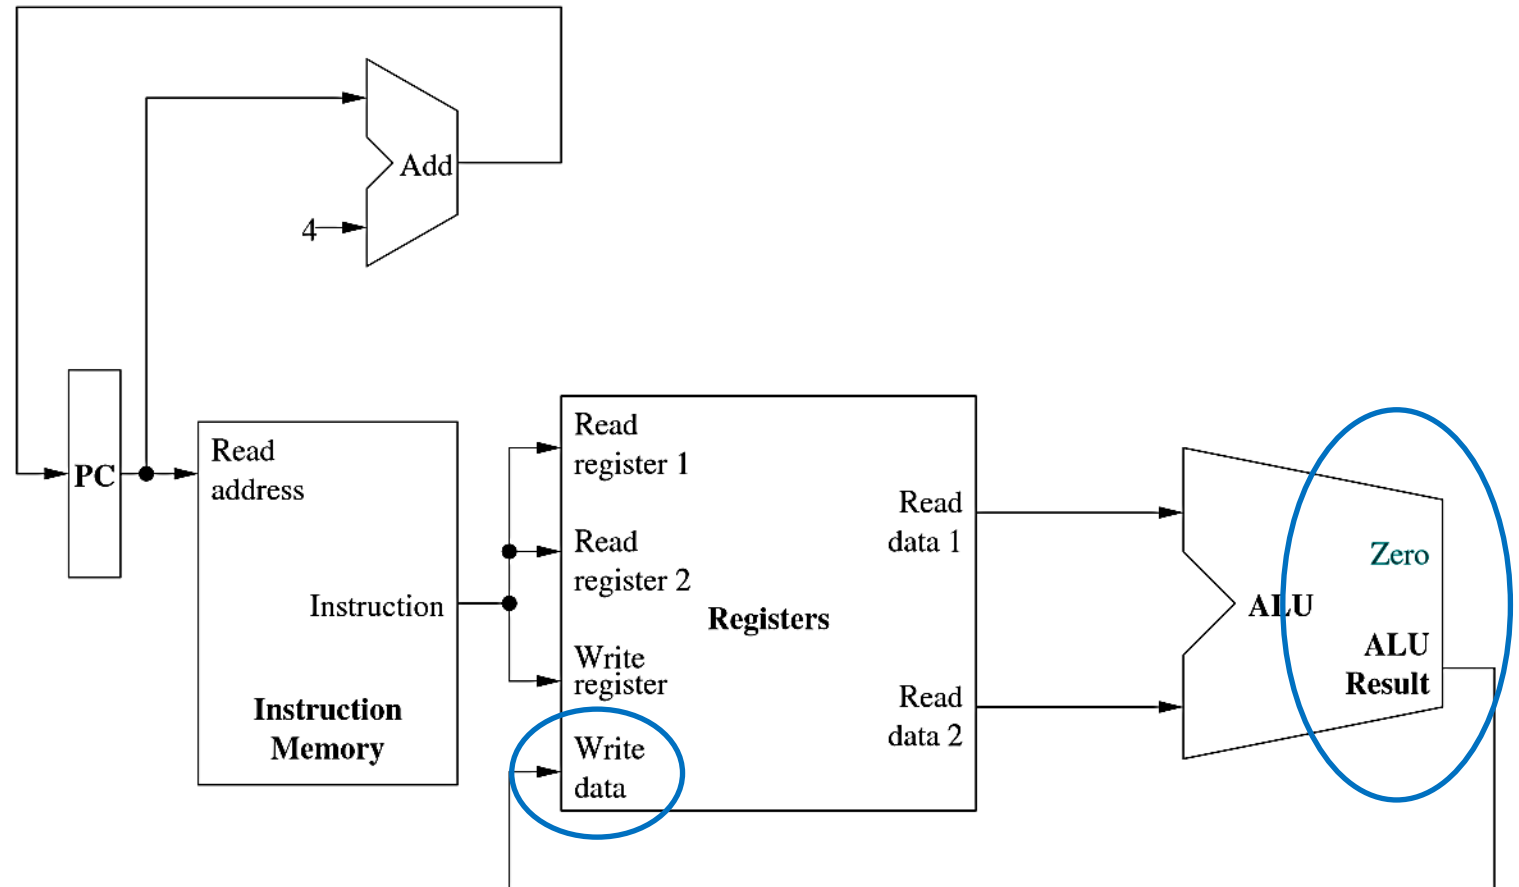 Add
4
PC
Read
address
Instruction
Instruction
Memory
Read
register 1
Read
register 2
Write
register
Write
data
Registers
Read
data 1
Read
data 2
ALU
Zero
ALU
Result